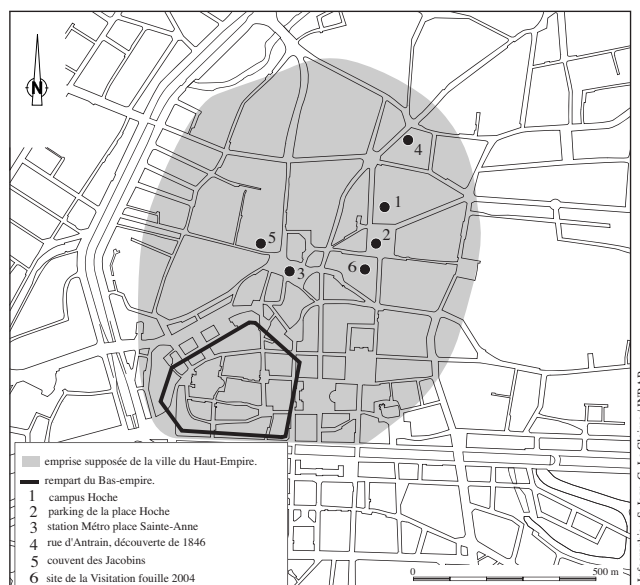 N
4
1
5
2
6
3
emprise supposée de la ville du Haut-Empire.
rempart du Bas-empire.
1 campus Hoche
2 parking de la place Hoche
3 station Métro place Sainte-Anne
4 rue d'Antrain, découverte de 1846
5 couvent des Jacobins
6 site de la Visitation fouille 2004
0 500 m
INRAP